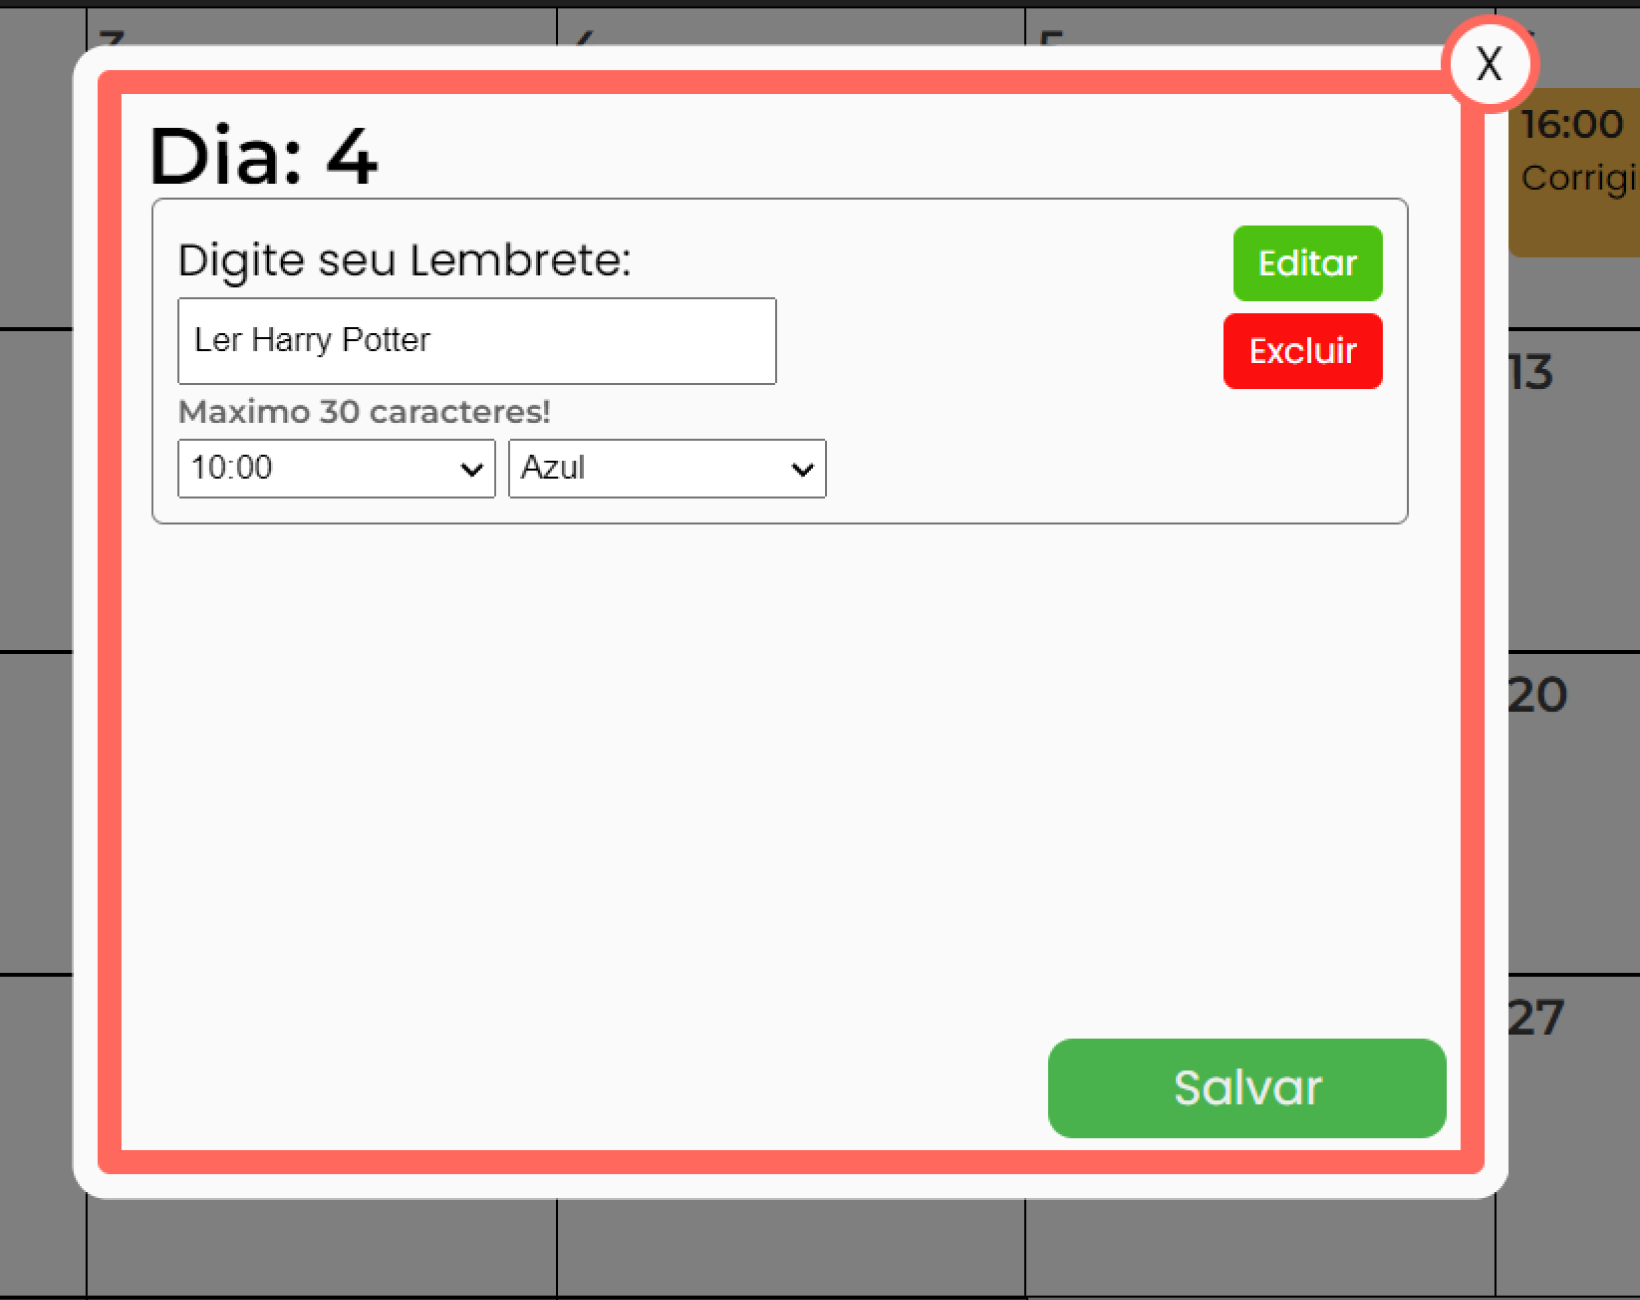 X
Dia: 4
16:00
Corrigi
Digite seu Lembrete:
Editar
Ler Harry Potter
Excluir
13
Maximo 30 caracteres!
10:00
Azul
20
27
Salvar